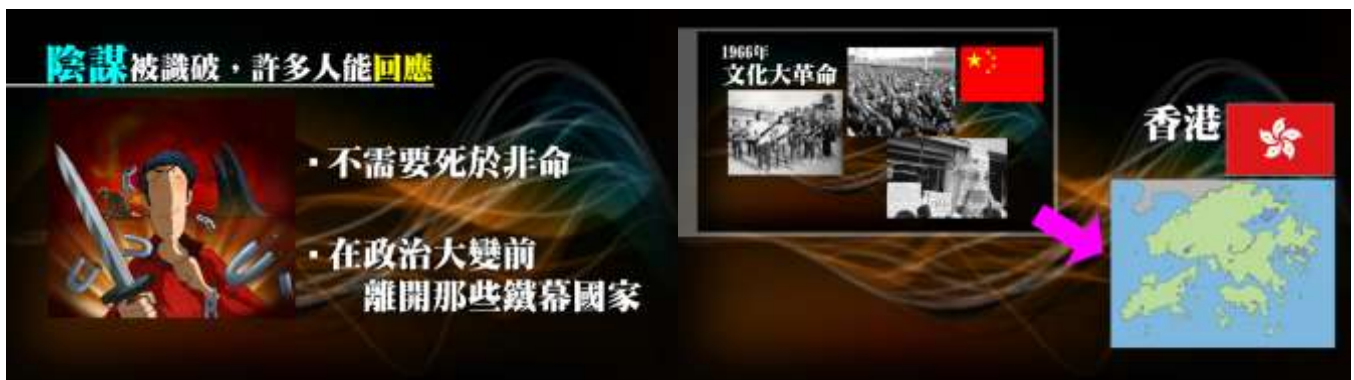 陰謀被識破，許多人能回應
▪不需要死於非命
▪在政治大變前
離開那些鐵幕國家
1966年
文化大革命
香港